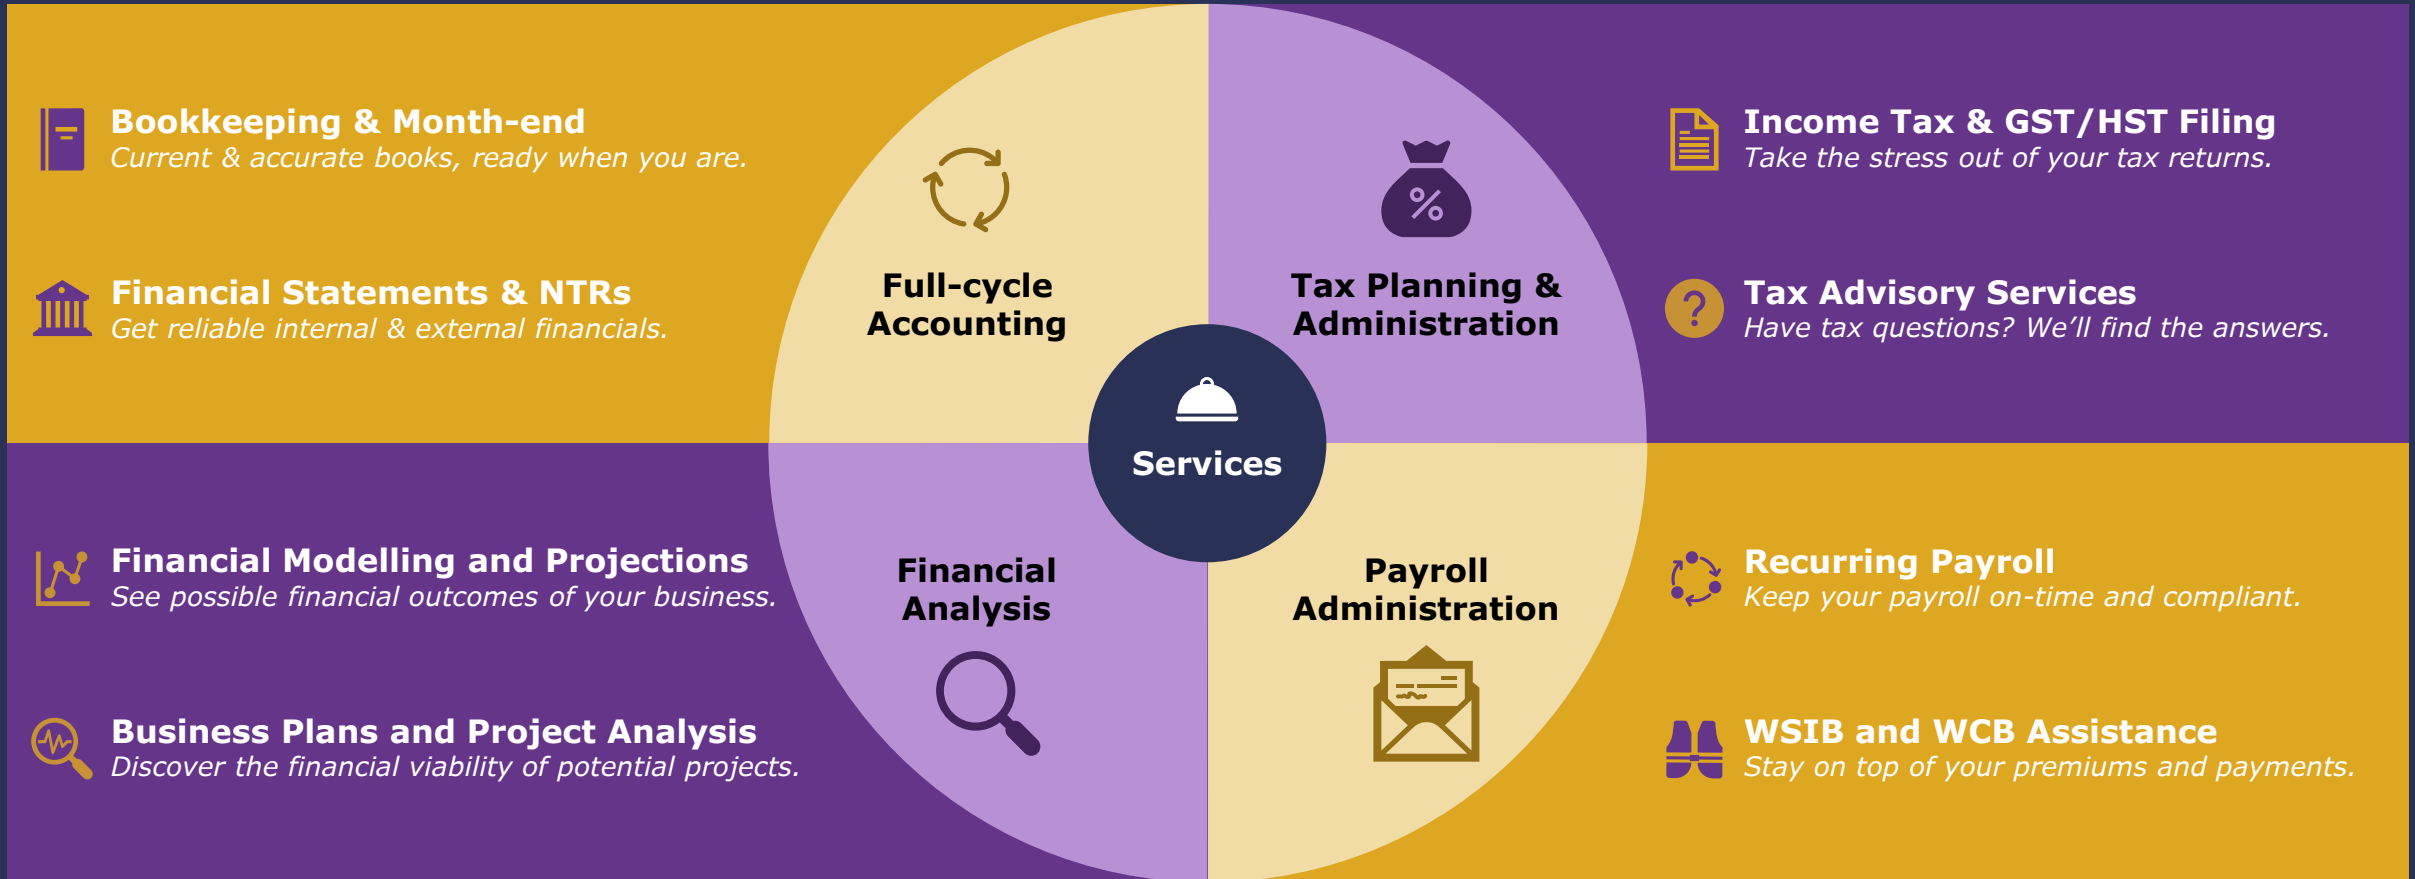 Bookkeeping & Month-end
Current & accurate books, ready when you are.
Financial Statements & NTRs
Get reliable internal & external financials.
Full-cycle
Accounting
%
Tax Planning &
Administration
Income Tax & GST/HST Filing
Take the stress out of your tax returns.
?
Tax Advisory Services
Have tax questions? We’ll find the answers.
Services
Financial Modelling and Projections
See possible financial outcomes of your business.
Business Plans and Project Analysis
Discover the financial viability of potential projects.
Financial
Analysis
Payroll
Administration
Recurring Payroll
Keep your payroll on-time and compliant.
WSIB and WCB Assistance
Stay on top of your premiums and payments.